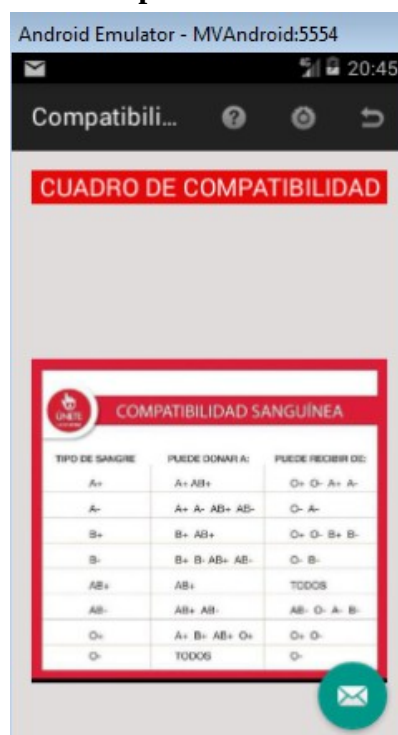 Android Emulator - MVAndroid:5554
20:45
Compatibili...
CUADRO DE COMPATIBILIDAD
ÚNETE
COMPATIBILIDAD SANGUÍNEA
TIPO DE SANGRE PUEDE DONAR A: PUEDE RECIBIR DE:
A+ A+ AB+ O+ O- A+ A-
A- A+ A- AB+ AB- O- A-
B+ B+ AB+ O+ O- B+ B-
B- B+ B- AB+ AB- O- B-
AB+ AB+ TODOS
AB- AB+ AB- AB- O- A- B-
O+ A+ B+ AB+ O+ O+ O-
O- TODOS O-